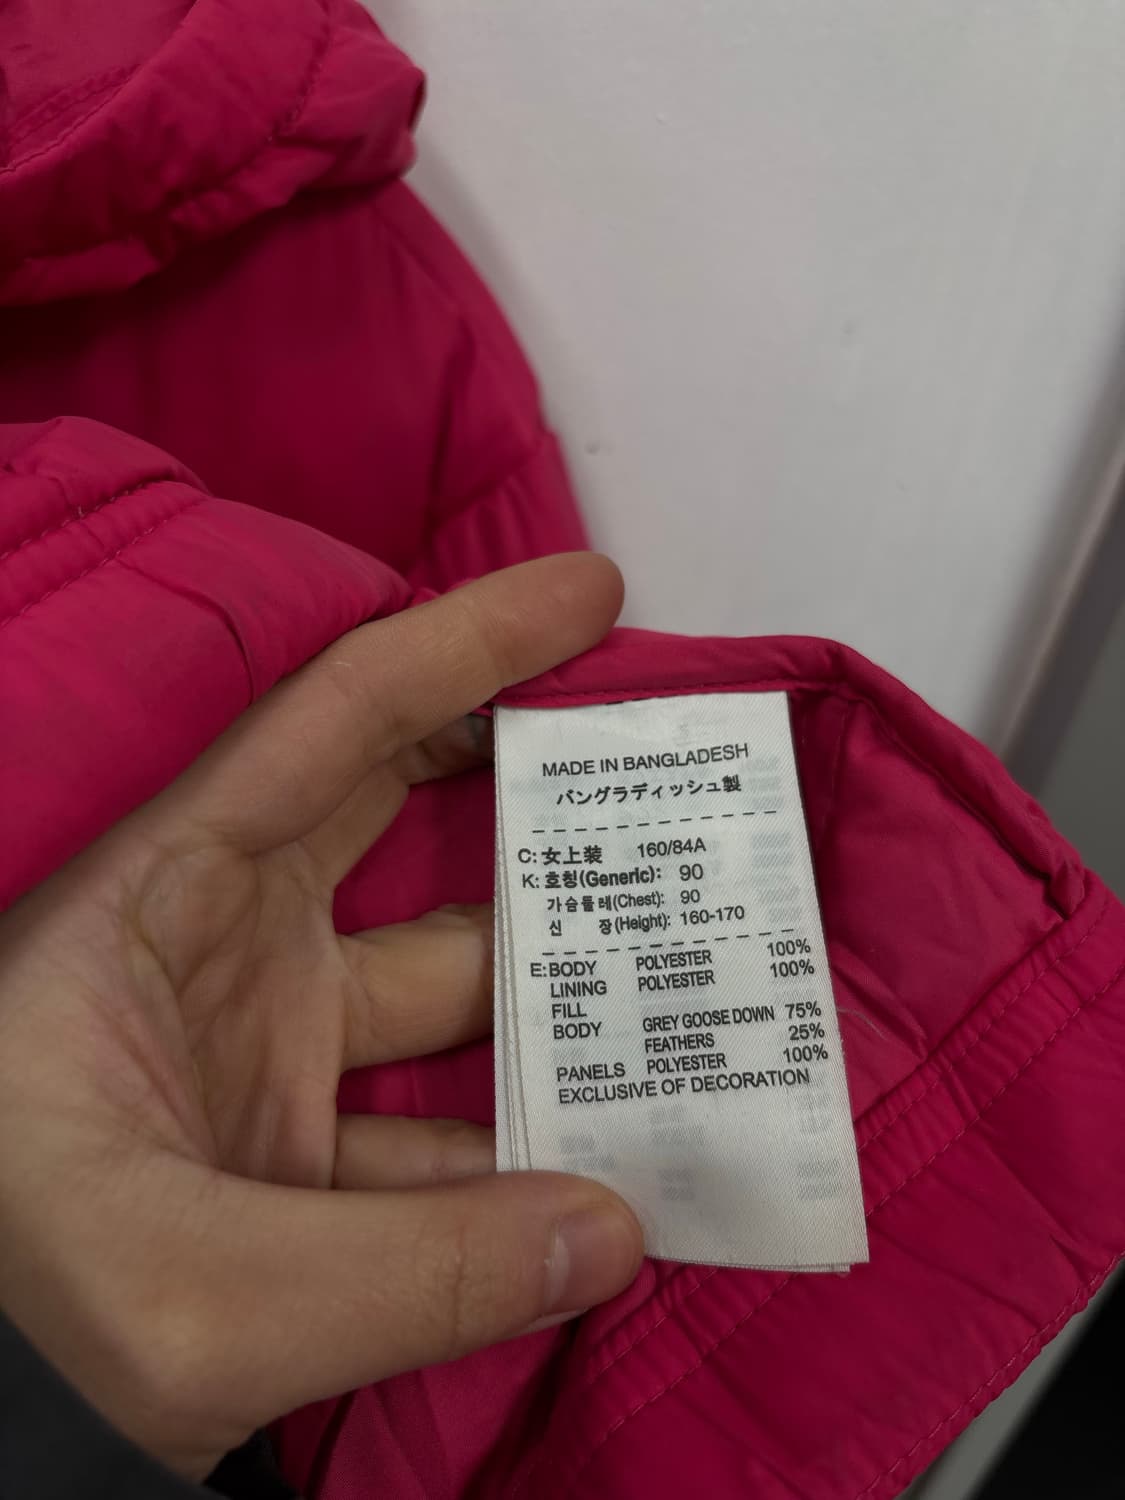 MADE IN BANGLADESH
バングラディッシュ製
C: 女上装 160/84A
K: 호칭(Generic): 90
가슴둘레(Chest): 90
신 장(Height): 160-170
E: BODY POLYESTER 100%
LINING POLYESTER 100%
FILL
BODY GREY GOOSE DOWN 75%
FEATHERS 25%
PANELS POLYESTER 100%
EXCLUSIVE OF DECORATION